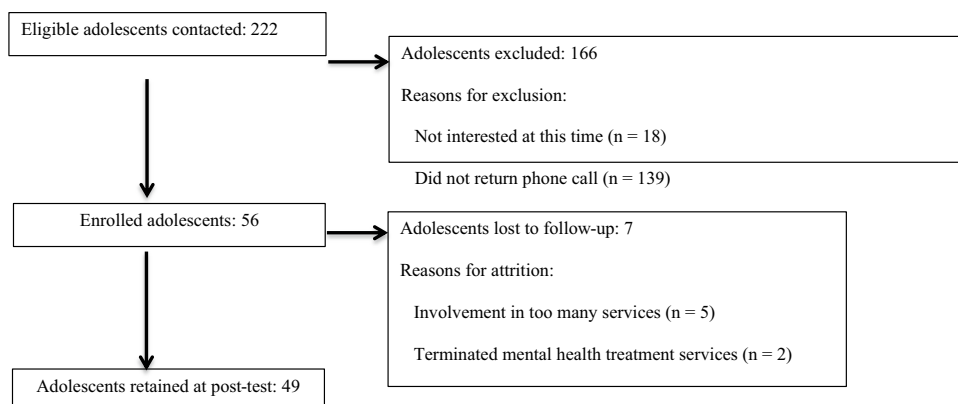 Eligible adolescents contacted: 222
Adolescents excluded: 166
Reasons for exclusion:
Not interested at this time (n = 18)
Did not return phone call (n = 139)
Enrolled adolescents: 56
Adolescents lost to follow-up: 7
Reasons for attrition:
Involvement in too many services (n = 5)
Terminated mental health treatment services (n = 2)
Adolescents retained at post-test: 49